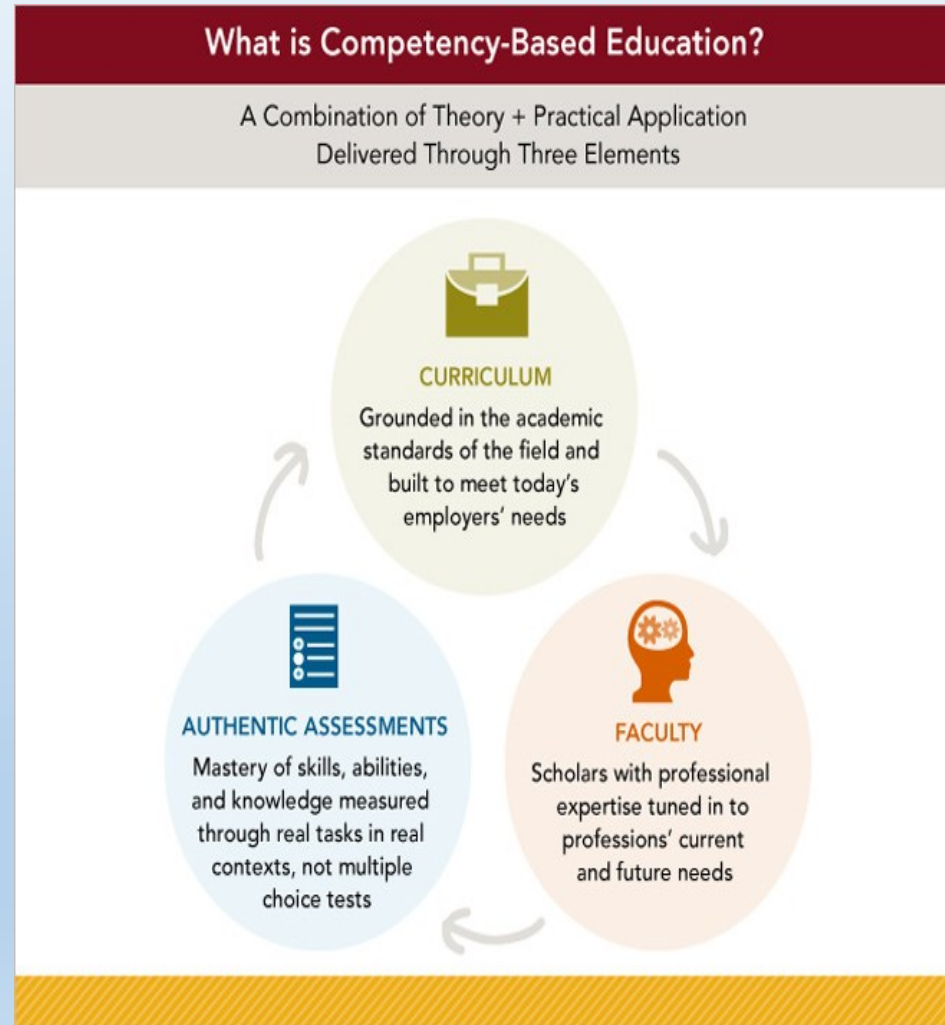 What is Competency-Based Education?
A Combination of Theory + Practical Application
Delivered Through Three Elements
CURRICULUM
Grounded in the academic
standards of the field and
built to meet today's
employers' needs
AUTHENTIC ASSESSMENTS
Mastery of skills, abilities,
and knowledge measured
through real tasks in real
contexts, not multiple
choice tests
FACULTY
Scholars with professional
expertise tuned in to
professions' current
and future needs